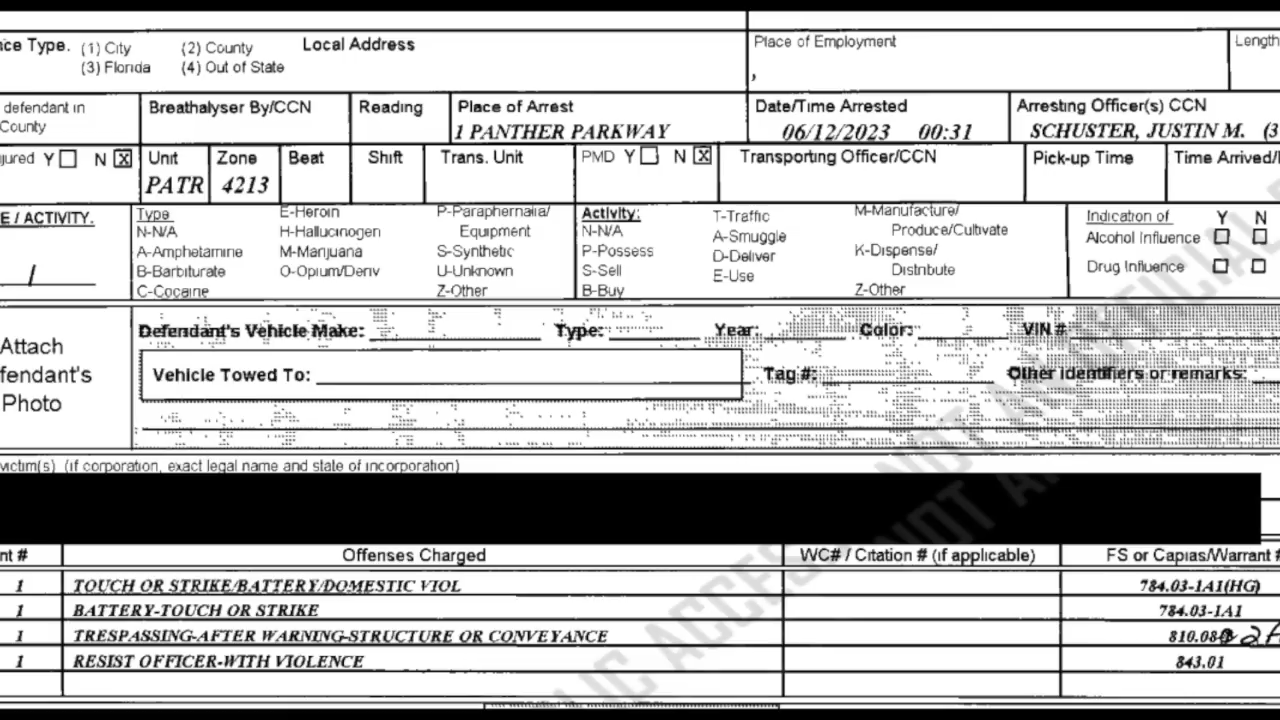 nce Type. (1) City (2) County Local Address Place of Employment Length
(3) Florida (4) Out of State
,
defendant in Breathalyser By/CCN Reading Place of Arrest Date/Time Arrested Arresting Officer(s) CCN
County 1 PANTHER PARKWAY 06/12/2023 00:31 SCHUSTER, JUSTIN M. (3
jured Y N X Unit Zone Beat Shift Trans. Unit PMD Y N X Transporting Officer/CCN Pick-up Time Time Arrived/
PATR 4213
E / ACTIVITY. Type E-Heroin P-Paraphernalia/ Activity: T-Traffic M-Manufacture/ Indication of Y N
N-N/A H-Hallucinogen Equipment N-N/A A-Smuggle Produce/Cultivate Alcohol Influence
A-Amphetamine M-Marijuana S-Synthetic P-Possess D-Deliver K-Dispense/
/ B-Barbiturate O-Opium/Deriv U-Unknown S-Sell E-Use Distribute Drug Influence
C-Cocaine Z-Other B-Buy Z-Other
Defendant's Vehicle Make: Type: Year: Color: VIN #
Attach
fendant's Vehicle Towed To: Tag #: Other Identifiers or remarks:
Photo
victim(s) (if corporation, exact legal name and state of incorporation)
nt # Offenses Charged WC# / Citation # (if applicable) FS or Capias/Warrant #
1 TOUCH OR STRIKE/BATTERY/DOMESTIC VIOL 784.03-1A1(HG)
1 BATTERY-TOUCH OR STRIKE 784.03-1A1
1 TRESPASSING-AFTER WARNING-STRUCTURE OR CONVEYANCE 810.08
1 RESIST OFFICER-WITH VIOLENCE 843.01